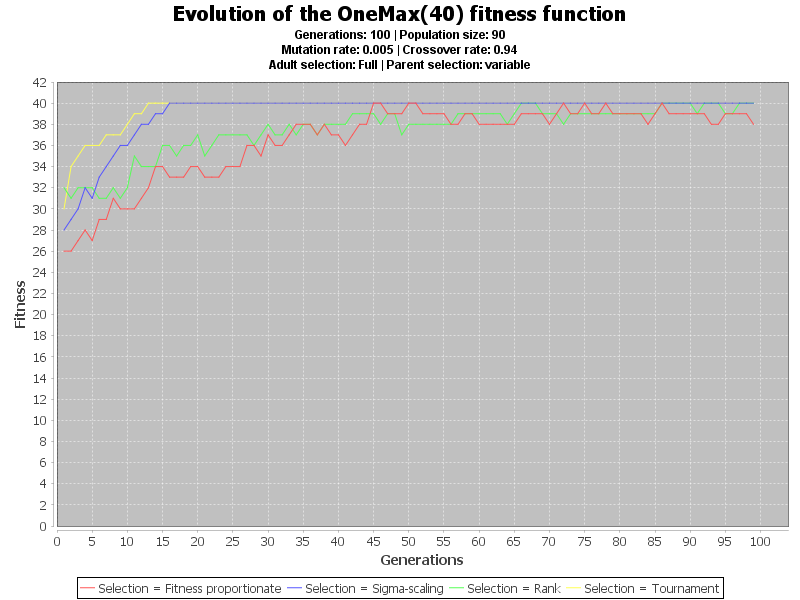 Evolution of the OneMax(40) fitness function
Generations: 100 | Population size: 90
Mutation rate: 0.005 | Crossover rate: 0.94
Adult selection: Full | Parent selection: variable
42
40
38
36
34
32
30
28
26
24
22
20
18
16
14
12
10
8
6
4
2
0
Fitness
0 5 10 15 20 25 30 35 40 45 50 55 60 65 70 75 80 85 90 95 100
Generations
Selection = Fitness proportionate Selection = Sigma-scaling Selection = Rank Selection = Tournament